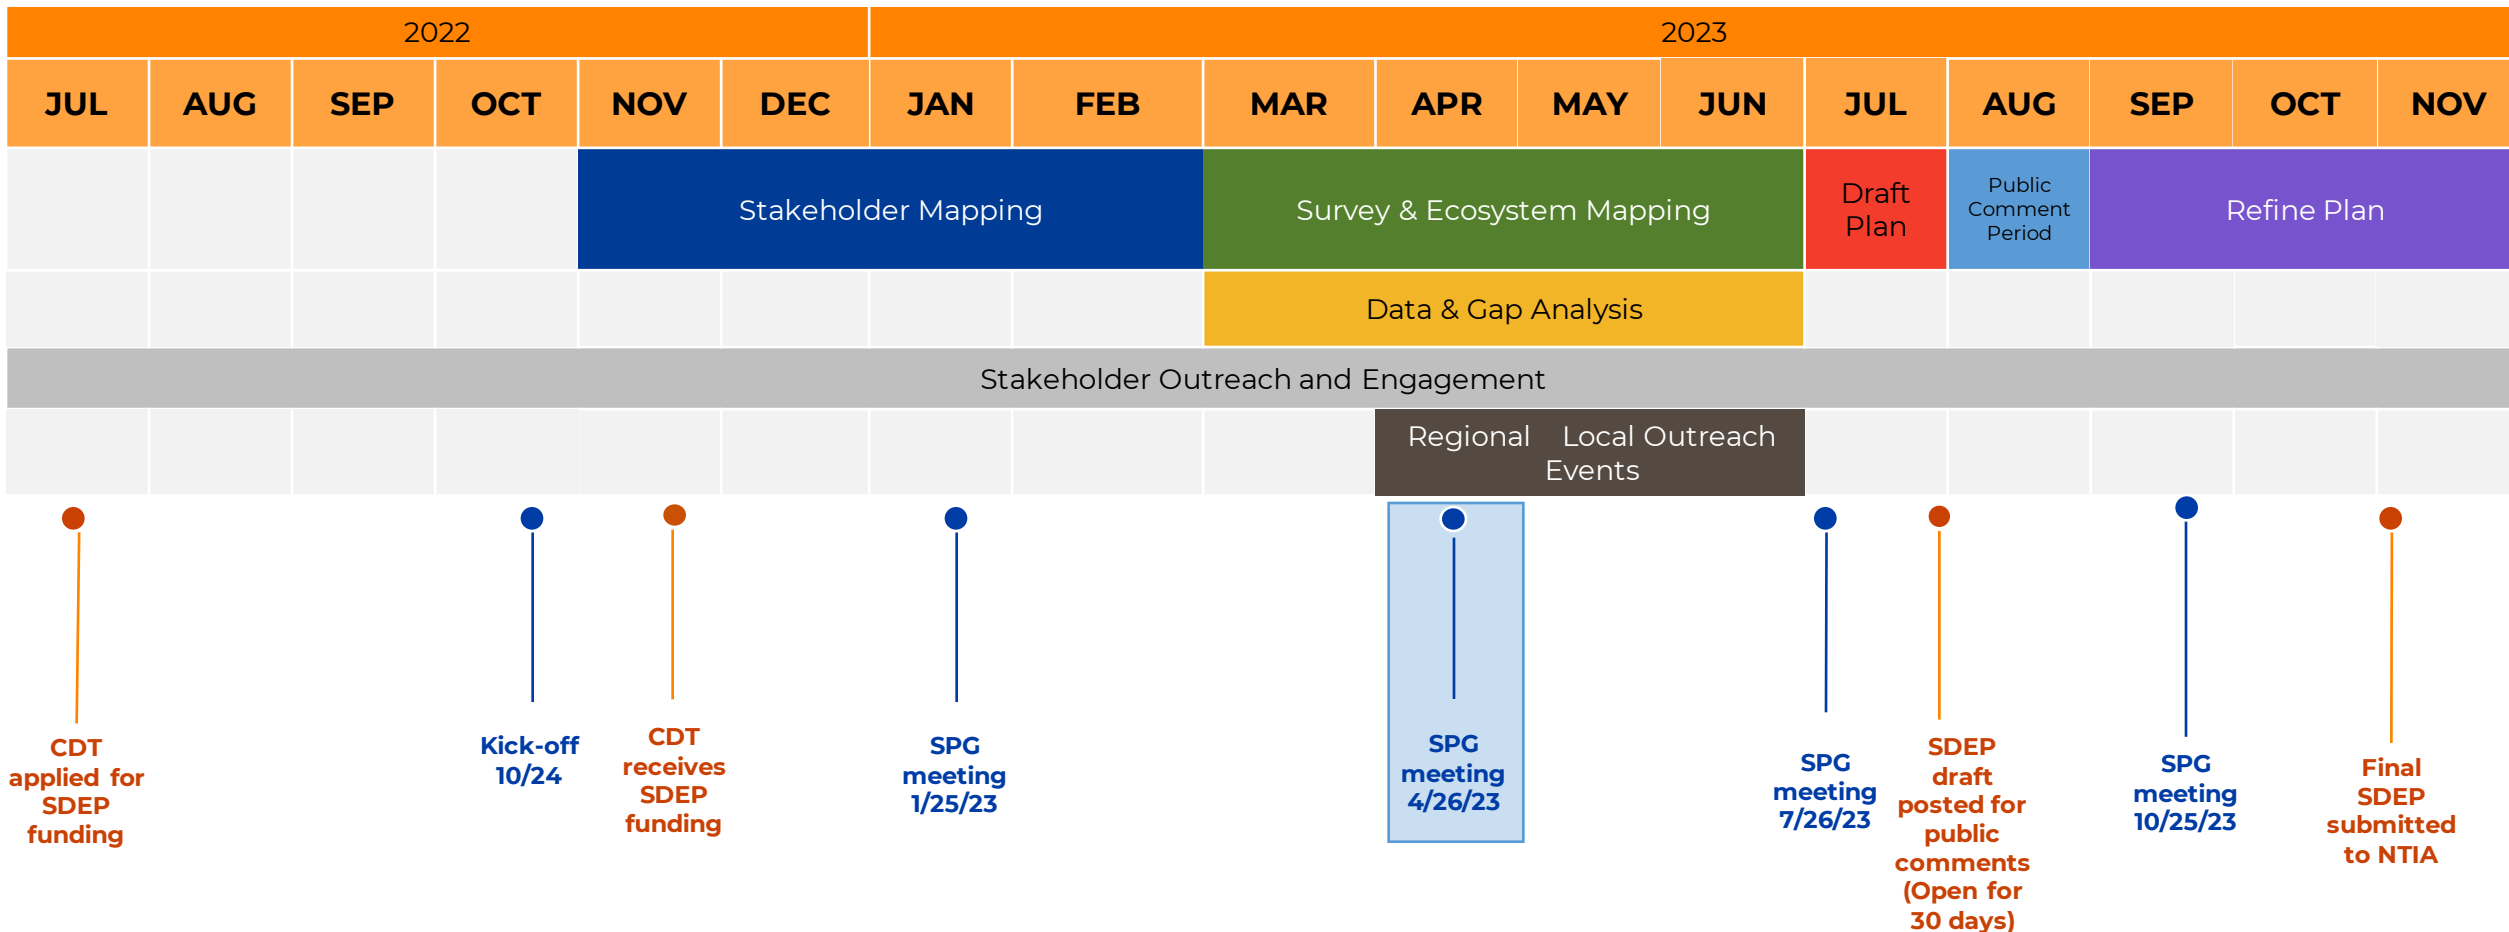 2022 2023
JUL AUG SEP OCT NOV DEC JAN FEB MAR APR MAY JUN JUL AUG SEP OCT NOV
Stakeholder Mapping
Survey & Ecosystem Mapping
Draft
Plan
Public
Comment
Period
Refine Plan
Data & Gap Analysis
Stakeholder Outreach and Engagement
Regional Local Outreach
Events
CDT
applied for
SDEP
funding
Kick-off
10/24
CDT
receives
SDEP
funding
SPG
meeting
1/25/23
SPG
meeting
4/26/23
SPG
meeting
7/26/23
SDEP
draft
posted for
public
comments
(Open for
30 days)
SPG
meeting
10/25/23
Final
SDEP
submitted
to NTIA